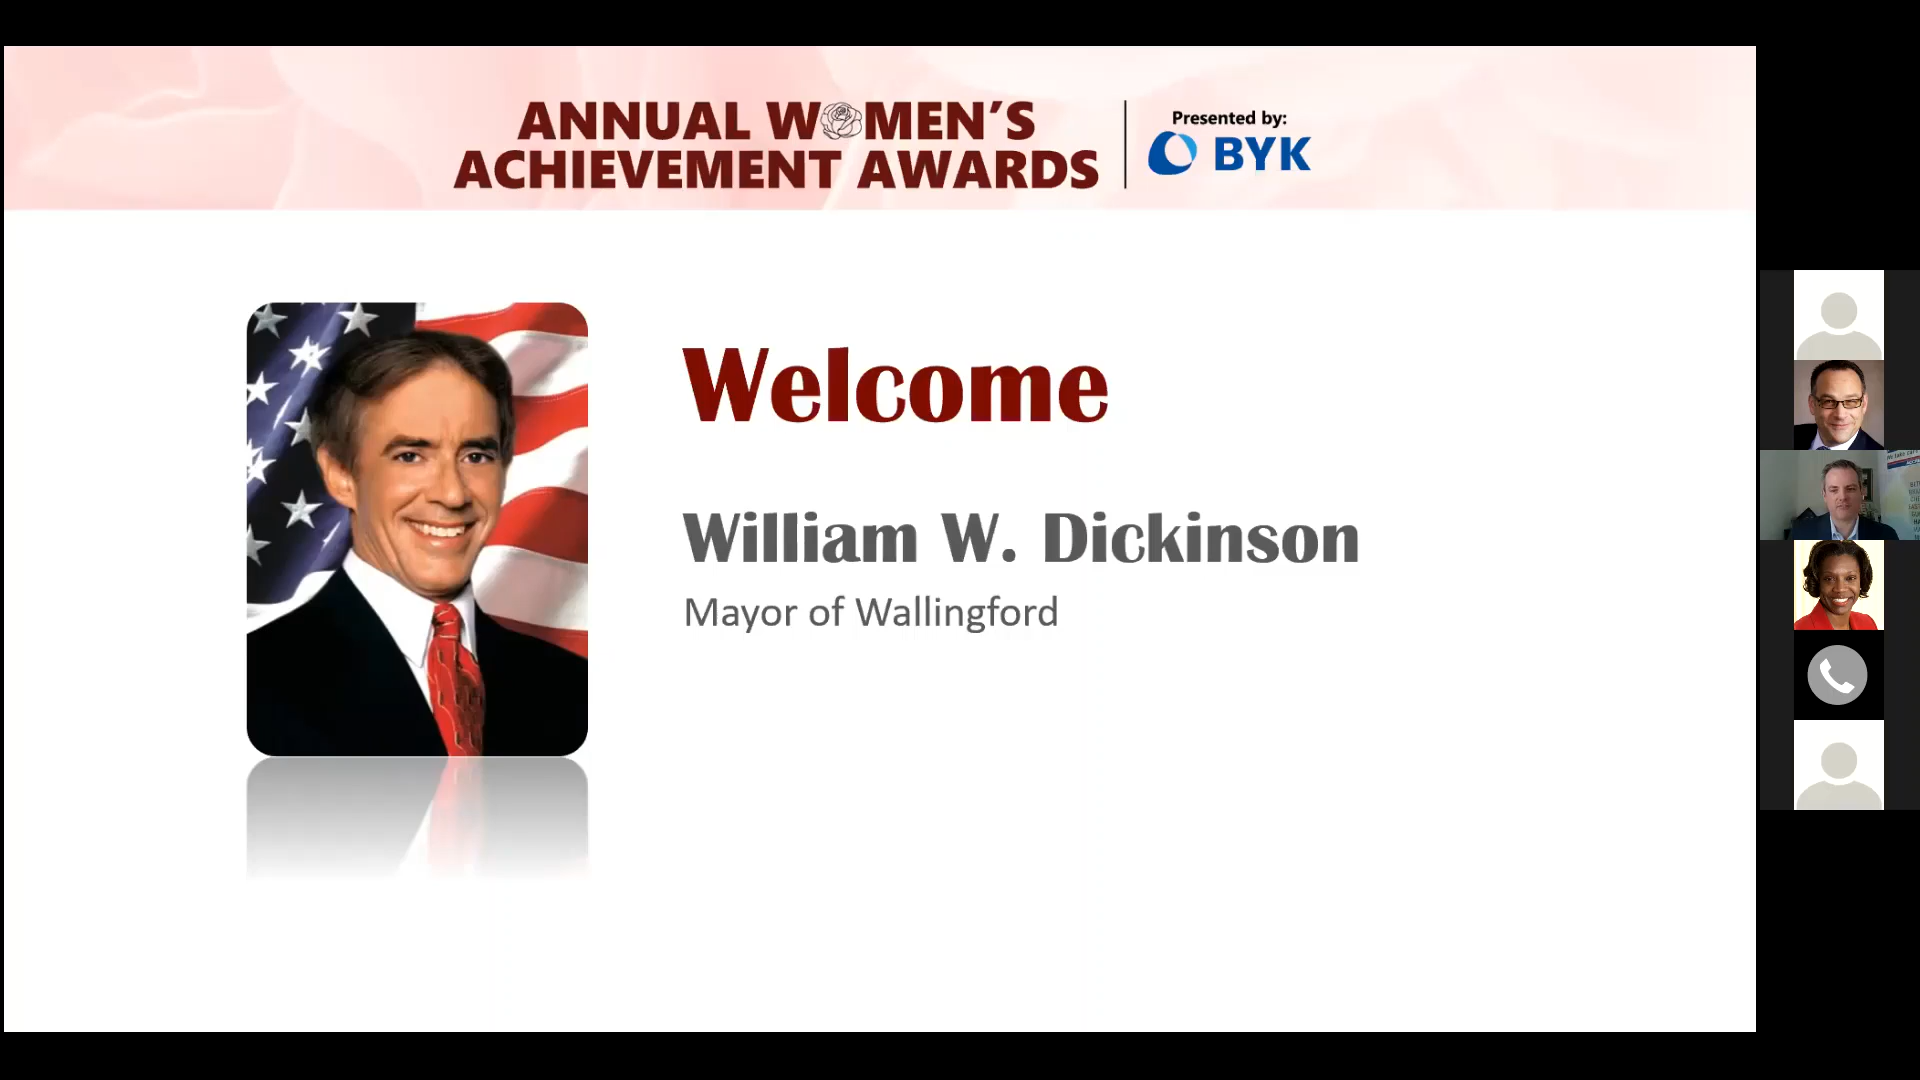 ANNUAL WOMEN'S
ACHIEVEMENT AWARDS
Presented by:
BYK
Welcome
William W. Dickinson
Mayor of Wallingford